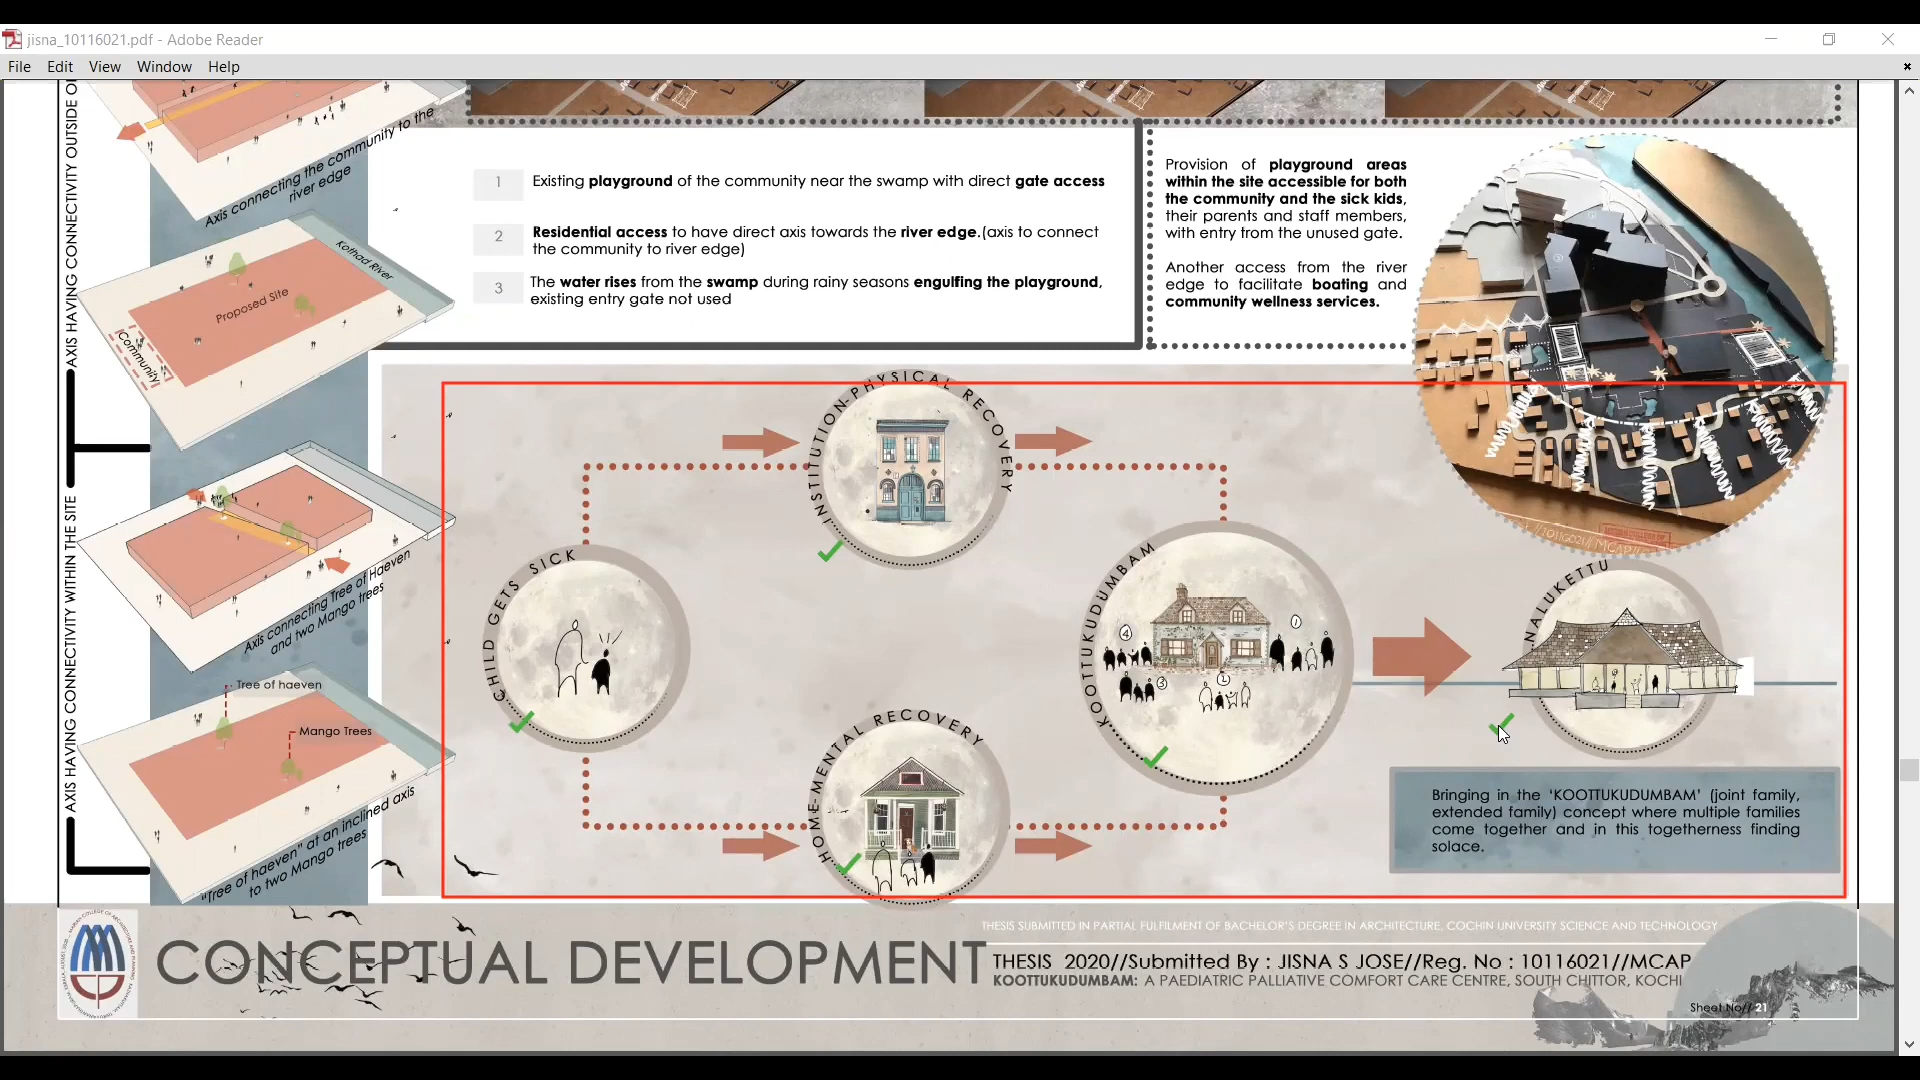 jisna_10116021.pdf - Adobe Reader
File Edit View Window Help
AXIS HAVING CONNECTIVITY OUTSIDE
Axis connecting the community to the
river edge
Kothad River
Proposed Site
Community
AXIS HAVING CONNECTIVITY WITHIN THE SITE
Axis connecting Tree of Haeven
and two Mango trees
Tree of haeven
Mango Trees
"Tree of haeven" at an inclined axis
to two Mango trees
1 Existing playground of the community near the swamp with direct gate access
2 Residential access to have direct axis towards the river edge.(axis to connect
the community to river edge)
3 The water rises from the swamp during rainy seasons engulfing the playground,
existing entry gate not used
Provision of playground areas
within the site accessible for both
the community and the sick kids,
their parents and staff members,
with entry from the unused gate.
Another access from the river
edge to facilitate boating and
community wellness services.
CHILD GETS SICK
INSTITUTION-PHYSICAL RECOVERY
HOME-MENTAL RECOVERY
KOOTUKUDUMBAM
1
2
3
4
NALUKETTU
Bringing in the ‘KOOTTUKUDUMBAM’ (joint family,
extended family) concept where multiple families
come together and in this togetherness finding
solace.
CONCEPTUAL DEVELOPMENT
THESIS SUBMITTED IN PARTIAL FULFILMENT OF BACHELOR'S DEGREE IN ARCHITECTURE, COCHIN UNIVERSITY SCIENCE AND TECHNOLOGY
THESIS 2020//Submitted By : JISNA S JOSE//Reg. No : 10116021//MCAP
KOOTTUKUDUMBAM: A PAEDIATRIC PALLIATIVE COMFORT CARE CENTRE, SOUTH CHITTOR, KOCHI
Sheet No// 21